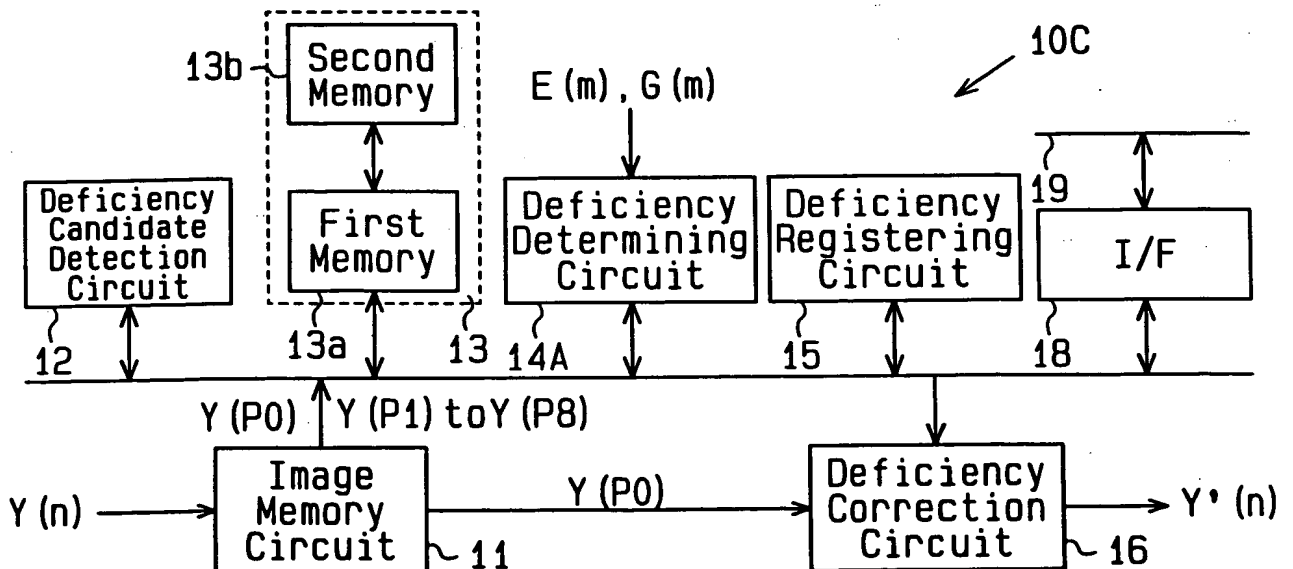 10C
Second
Memory
13b
E(m), G(m)
Deficiency
Candidate
Detection
Circuit
First
Memory
Deficiency
Determining
Circuit
Deficiency
Registering
Circuit
19
I/F
12
13a
13
14A
15
18
Y(P0)
Y(P1)toY(P8)
Y(n)
Image
Memory
Circuit
11
Y(P0)
Deficiency
Correction
Circuit
16
Y'(n)